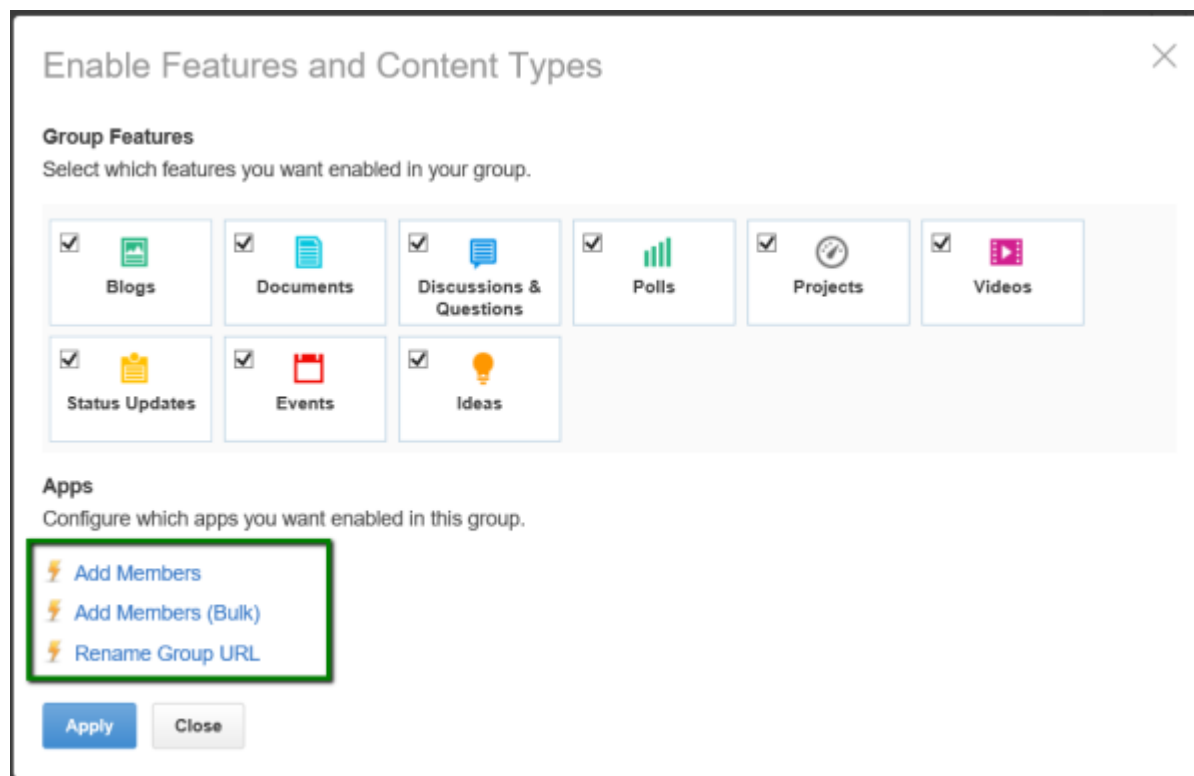 Enable Features and Content Types
Group Features
Select which features you want enabled in your group.
Blogs
Documents
Discussions &
Questions
Polls
Projects
Videos
Status Updates
Events
Ideas
Apps
Configure which apps you want enabled in this group.
Add Members
Add Members (Bulk)
Rename Group URL
Apply
Close